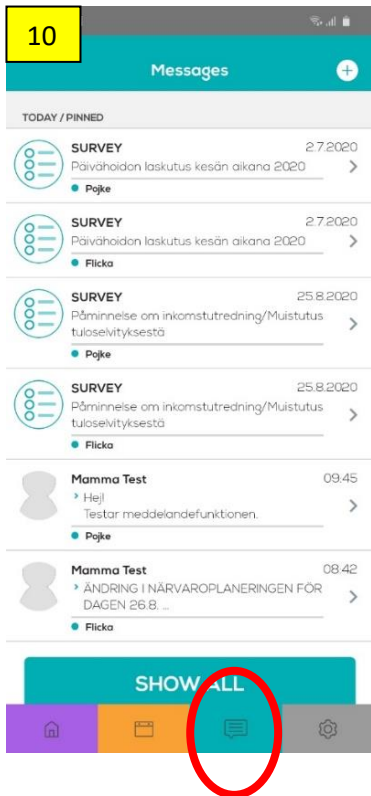 10
Messages
TODAY / PINNED
SURVEY 2.7.2020
Päivähoidon laskutus kesän aikana 2020
Pojke
SURVEY 2.7.2020
Päivähoidon laskutus kesän aikana 2020
Flicka
SURVEY 25.8.2020
Påminnelse om inkomstutredning/Muistutus
tuloselvityksestä
Pojke
SURVEY 25.8.2020
Påminnelse om inkomstutredning/Muistutus
tuloselvityksestä
Flicka
Mamma Test 09.45
Hej!
Testar meddelandefunktionen.
Pojke
Mamma Test 08.42
ÄNDRING I NÄRVAROPLANERINGEN FÖR
DAGEN 26.8. ...
Flicka
SHOW ALL